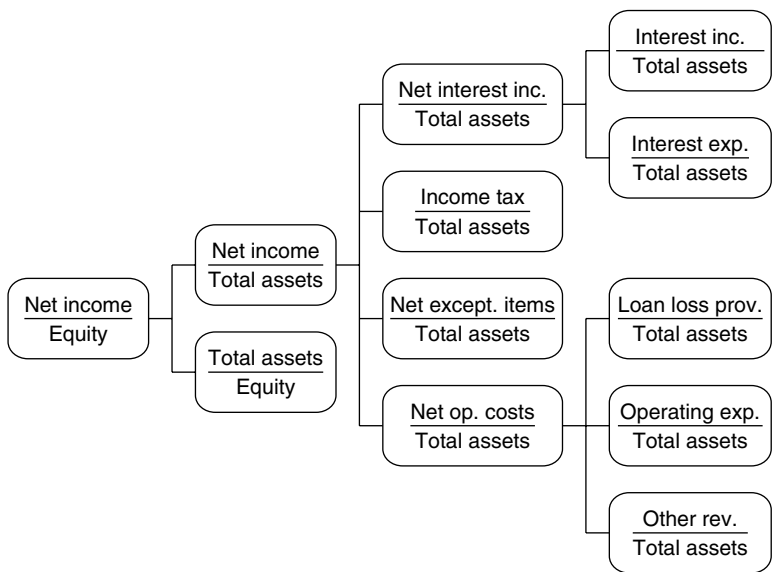 Net income
Equity
Net income
Total assets
Total assets
Equity
Net interest inc.
Total assets
Income tax
Total assets
Net except. items
Total assets
Net op. costs
Total assets
Interest inc.
Total assets
Interest exp.
Total assets
Loan loss prov.
Total assets
Operating exp.
Total assets
Other rev.
Total assets